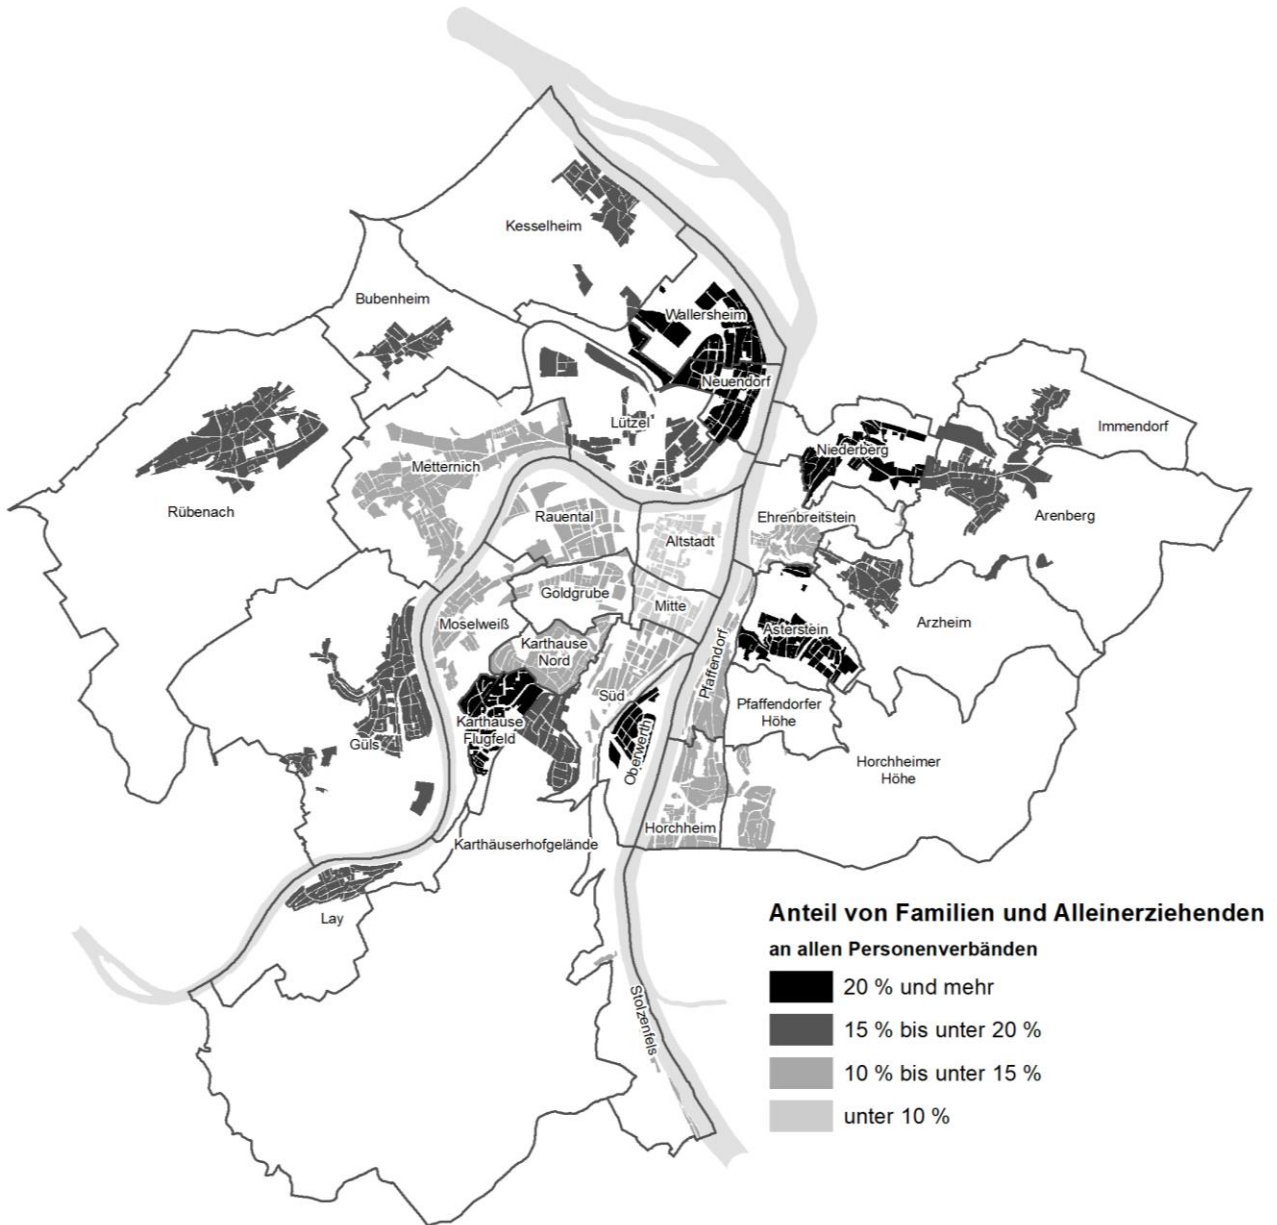 Kesselheim
Bubenheim
Wallersheim
Neuendorf
Lützel
Immendorf
Niederberg
Metternich
Rübenach
Rauental
Ehrenbreitstein
Arenberg
Altstadt
Goldgrube
Mitte
Moselweiß
Arzheim
Asterstein
Karthause
Nord
Pfaffendorf
Süd
Pfaffendorfer
Höhe
Karthause
Flugfeld
Güls
Oberwerth
Horchheimer
Höhe
Horchheim
Karthäuserhofgelände
Lay
Stolzenfels
Anteil von Familien und Alleinerziehenden
an allen Personenverbänden
20 % und mehr
15 % bis unter 20 %
10 % bis unter 15 %
unter 10 %